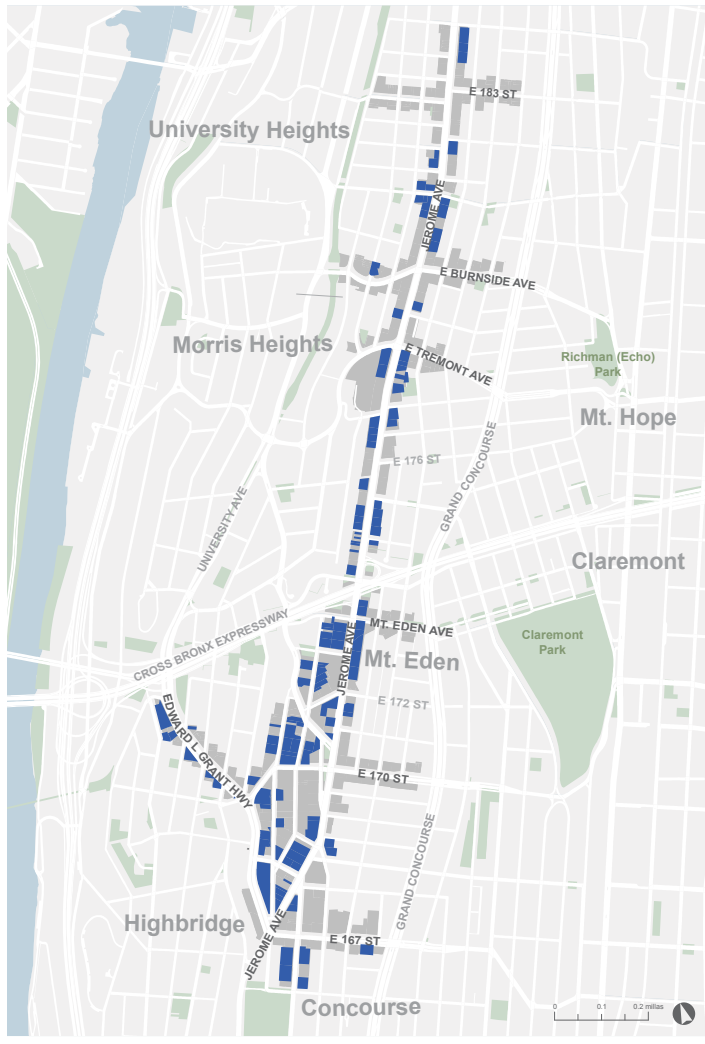 E 183 ST
University Heights
JEROME AVE
E BURNSIDE AVE
Morris Heights
E TREMONT AVE
Richman (Echo)
Park
Mt. Hope
E 176 ST
GRAND CONCOURSE
UNIVERSITY AVE
Claremont
CROSS BRONX EXPRESSWAY
MT. EDEN AVE
Claremont
Park
JEROME AVE
Mt. Eden
E 172 ST
EDWARD L GRANT HWY
E 170 ST
GRAND CONCOURSE
Highbridge
JEROME AVE
E 167 ST
Concourse
0 0.1 0.2 millas